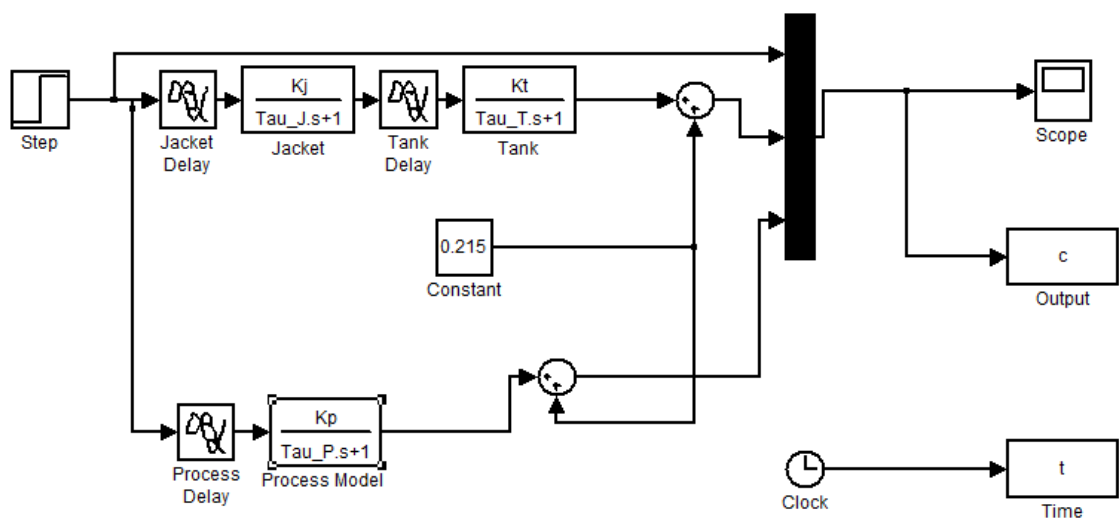 Step
Jacket
Delay
Kj
Tau_J.s+1
Jacket
Tank
Delay
Kt
Tau_T.s+1
Tank
Scope
0.215
Constant
c
Output
Process
Delay
Kp
Tau_P.s+1
Process Model
Clock
t
Time